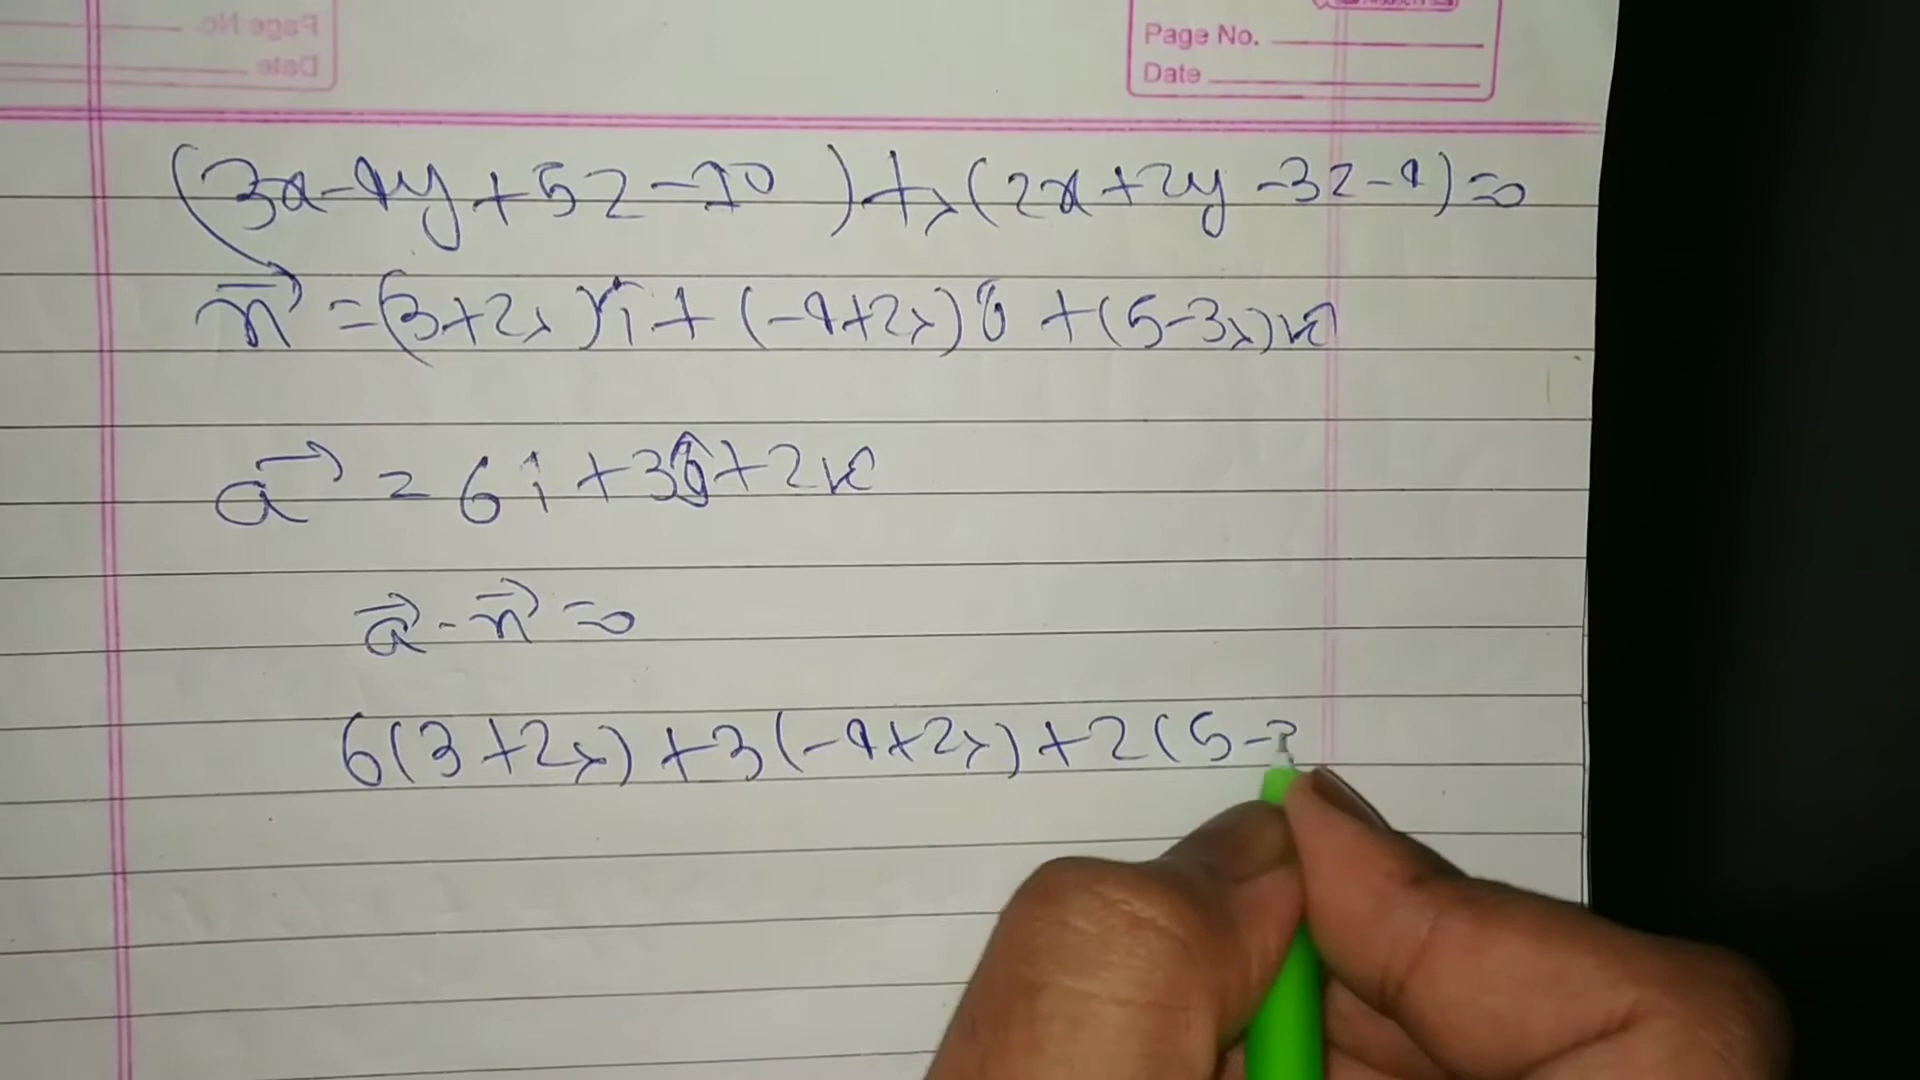 Page No.
Date
(3x-4y+5z-10)+λ(2x+2y-3z-4)=0
n⃗ =(3+2λ)î+(-4+2λ)ĵ+(5-3λ)k
a⃗ = 6î+3ĵ+2k
a⃗·n⃗=0
6(3+2λ)+3(-4+2λ)+2(5-3